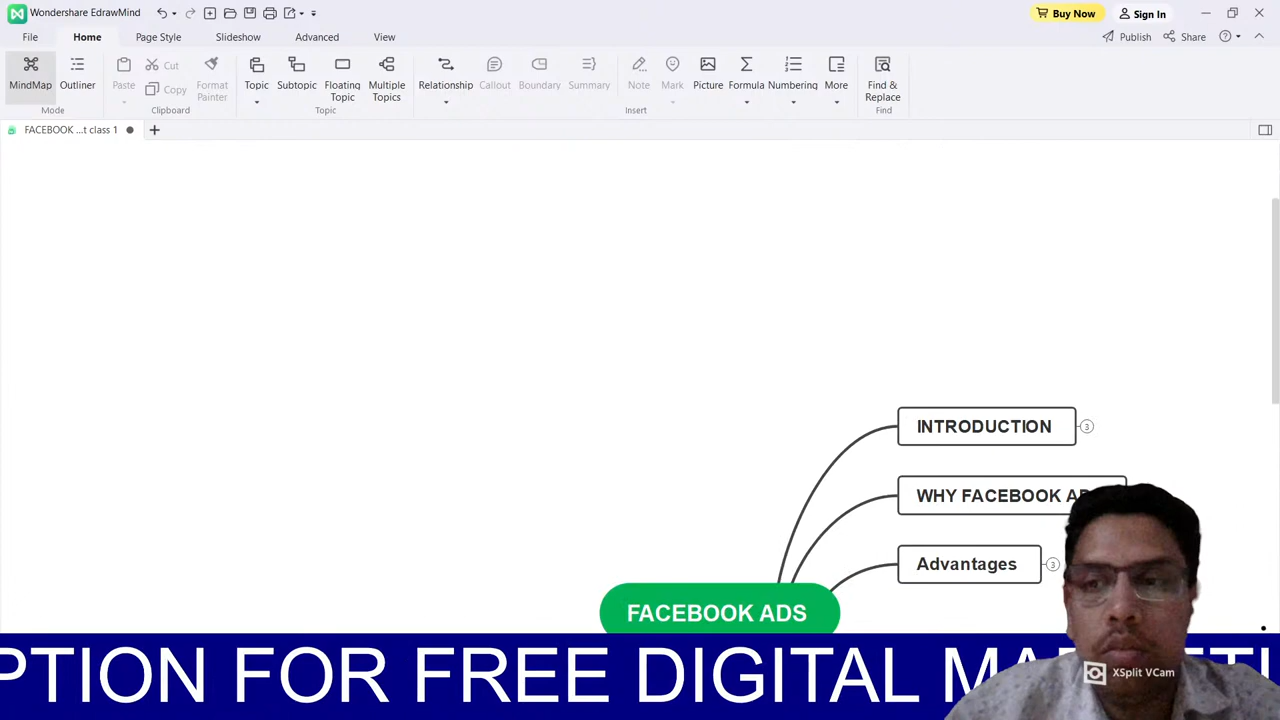 Wondershare EdrawMind
Buy Now
Sign In
File
Home
Page Style
Slideshow
Advanced
View
Publish
Share
MindMap
Outliner
Mode
Paste
Cut
Copy
Format Painter
Clipboard
Topic
Subtopic
Floating Topic
Multiple Topics
Topic
Relationship
Callout
Boundary
Summary
Note
Mark
Picture
Formula
Numbering
More
Insert
Find & Replace
Find
FACEBOOK ...t class 1
INTRODUCTION
3
WHY FACEBOOK
Advantages
3
FACEBOOK ADS
PTION FOR FREE DIGITAL
XSplit VCam